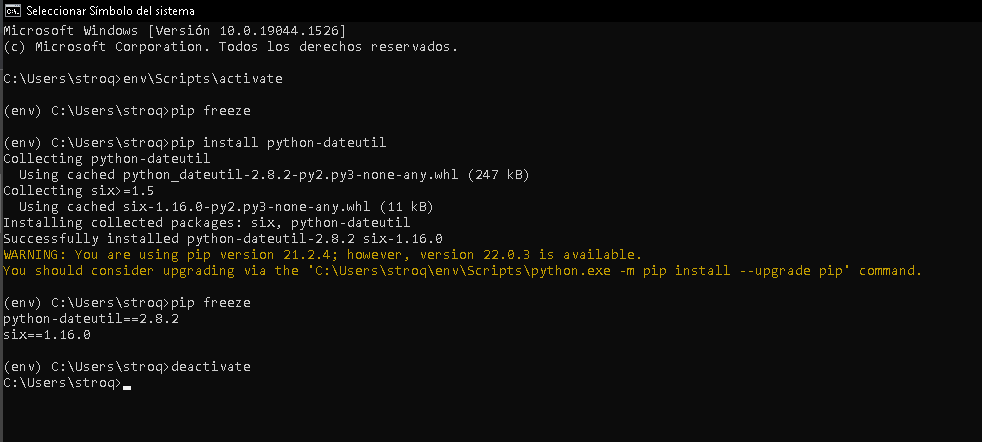 Seleccionar Símbolo del sistema
Microsoft Windows [Versión 10.0.19044.1526]
(c) Microsoft Corporation. Todos los derechos reservados.
C:\Users\stroq>env\Scripts\activate
(env) C:\Users\stroq>pip freeze
(env) C:\Users\stroq>pip install python-dateutil
Collecting python-dateutil
  Using cached python_dateutil-2.8.2-py2.py3-none-any.whl (247 kB)
Collecting six>=1.5
  Using cached six-1.16.0-py2.py3-none-any.whl (11 kB)
Installing collected packages: six, python-dateutil
Successfully installed python-dateutil-2.8.2 six-1.16.0
WARNING: You are using pip version 21.2.4; however, version 22.0.3 is available.
You should consider upgrading via the 'C:\Users\stroq\env\Scripts\python.exe -m pip install --upgrade pip' command.
(env) C:\Users\stroq>pip freeze
python-dateutil==2.8.2
six==1.16.0
(env) C:\Users\stroq>deactivate
C:\Users\stroq>